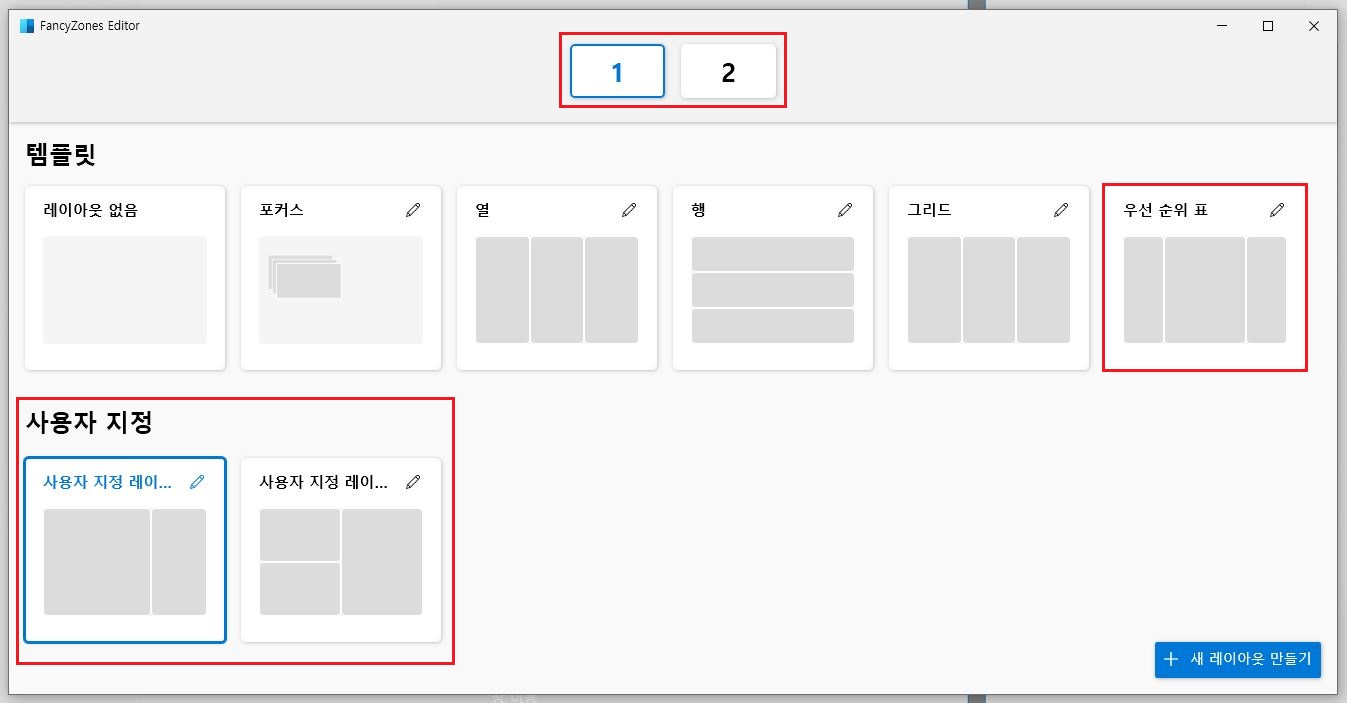 FancyZones Editor
1 2
템플릿
레이아웃 없음 포커스 열 행 그리드 우선 순위 표
사용자 지정
사용자 지정 레이... 사용자 지정 레이...
새 레이아웃 만들기